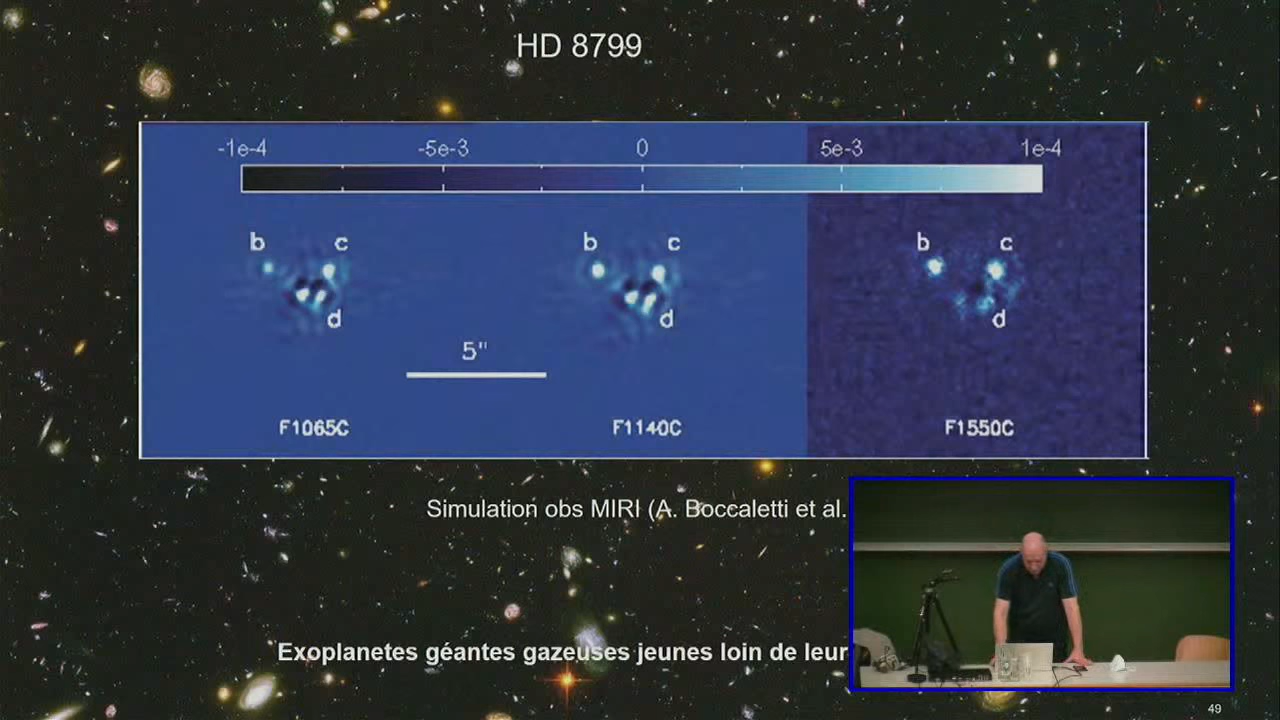 HD 8799
-1e-4 -5e-3 0 5e-3 1e-4
b c b c b c
d d d
5"
F1065C F1140C F1550C
Simulation obs MIRI (A. Boccaletti et al.
Exoplanetes géantes gazeuses jeunes loin de leur
49